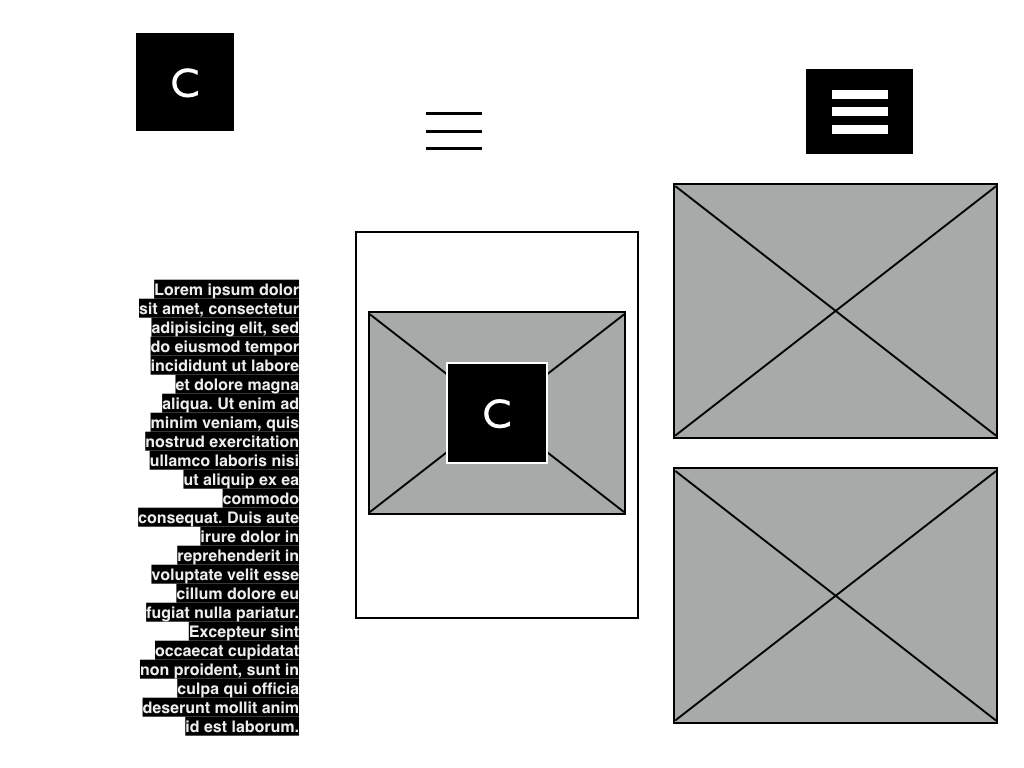 C
Lorem ipsum dolor
sit amet, consectetur
adipisicing elit, sed
do eiusmod tempor
incididunt ut labore
et dolore magna
aliqua. Ut enim ad
minim veniam, quis
nostrud exercitation
ullamco laboris nisi
ut aliquip ex ea
commodo
consequat. Duis aute
irure dolor in
reprehenderit in
voluptate velit esse
cillum dolore eu
fugiat nulla pariatur.
Excepteur sint
occaecat cupidatat
non proident, sunt in
culpa qui officia
deserunt mollit anim
id est laborum.
C